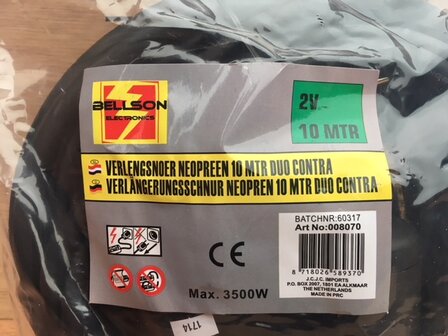 BELLSON
ELECTRONICS
2V~
10 MTR
VERLENGSNOER NEOPREEN 10 MTR DUO CONTRA
VERLÄNGERUNGSSCHNUR NEOPREN 10 MTR DUO CONTRA
BATCHNR:60317
Art No:008070
8 718026 589370
J.C.J.C. IMPORTS
P.O. BOX 2007, 1801 EA ALKMAAR
THE NETHERLANDS
MADE IN PRC
CE
Max. 3500W
1714